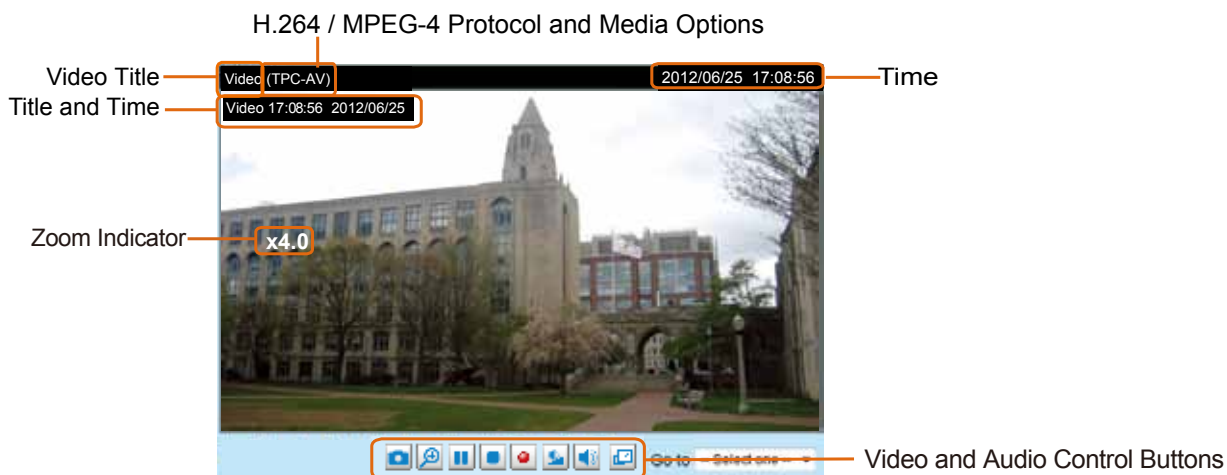 H.264 / MPEG-4 Protocol and Media Options
Video Title
Video (TPC-AV)
2012/06/25 17:08:56
Time
Title and Time
Video 17:08:56 2012/06/25
Zoom Indicator
x4.0
Go to
Select one
Video and Audio Control Buttons